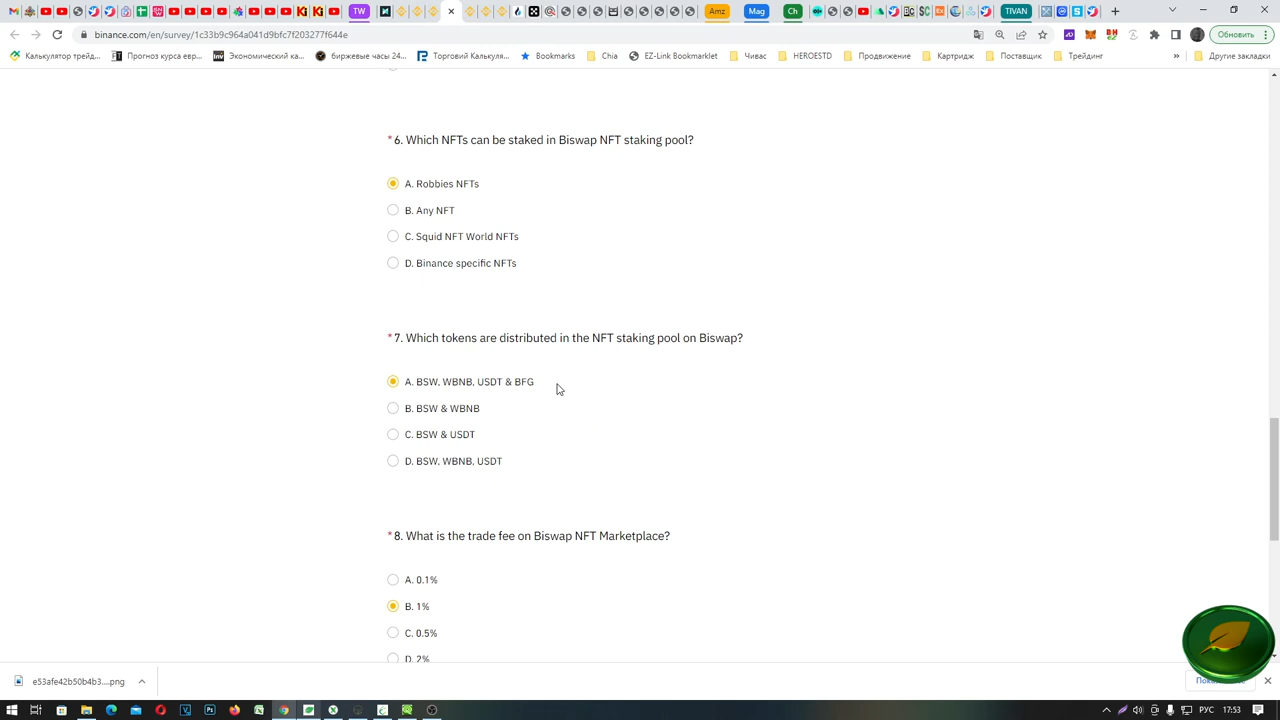 TW
Amz
Mag
Ch
TIVAN
binance.com/en/survey/1c33b9c964a041d9bfc7f203277f644e
Обновить
Калькулятор трейд...
Прогноз курса евр...
Экономический ка...
биржевые часы 24...
Торговый Калькуля...
Bookmarks
Chia
EZ-Link Bookmarklet
Чивас
HEROESTD
Продвижение
Картридж
Поставщик
Трейдинг
»
Другие закладки
*6. Which NFTs can be staked in Biswap NFT staking pool?
A. Robbies NFTs
B. Any NFT
C. Squid NFT World NFTs
D. Binance specific NFTs
*7. Which tokens are distributed in the NFT staking pool on Biswap?
A. BSW, WBNB, USDT & BFG
B. BSW & WBNB
C. BSW & USDT
D. BSW, WBNB, USDT
*8. What is the trade fee on Biswap NFT Marketplace?
A. 0.1%
B. 1%
C. 0.5%
D. 2%
e53afe42b50b4b3....png
РУС
17:53